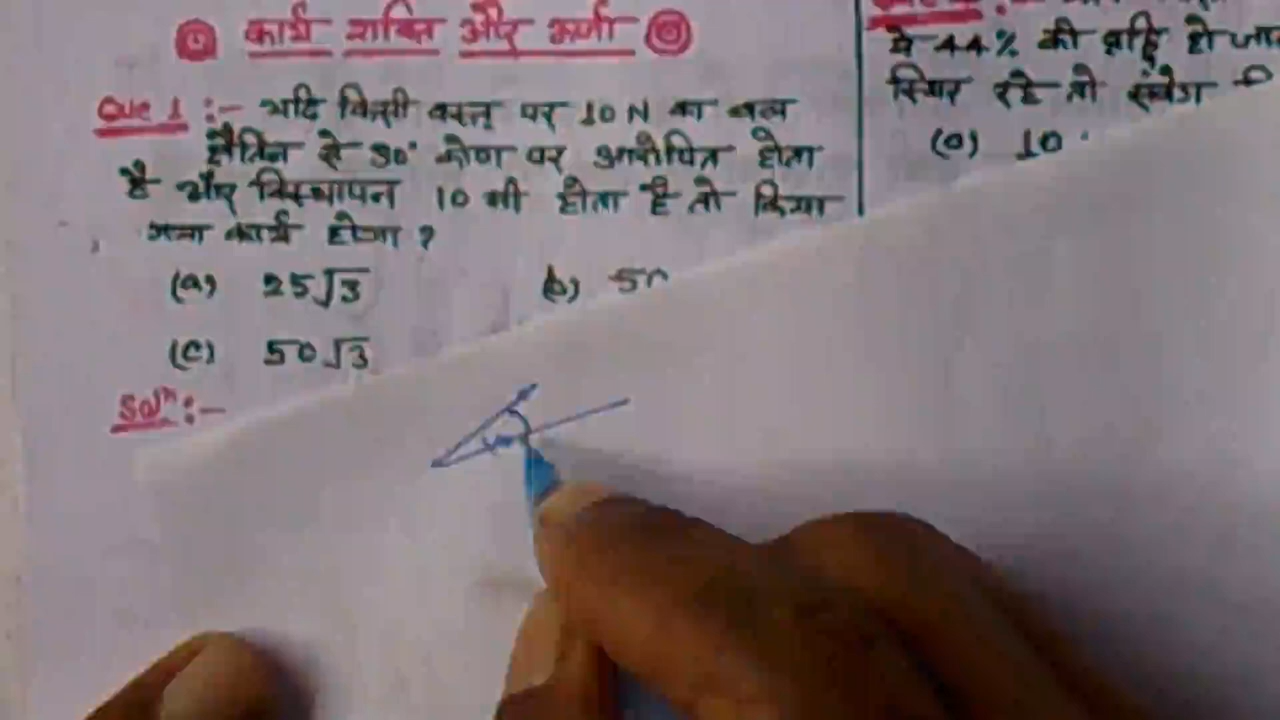 कार्य शक्ति और ऊर्जा
Que 1 :- यदि किसी वस्तु पर 10 N का बल
क्षैतिज से 30° कोण पर आरोपित होता
है और विस्थापन 10 मी होता है तो किया
गया कार्य होगा ?
(a) 25√3
(b) 50
(c) 50√3
Solⁿ :-
मे 44% की वृद्धि हो जा
स्थिर रहे तो संवेग
(a) 10